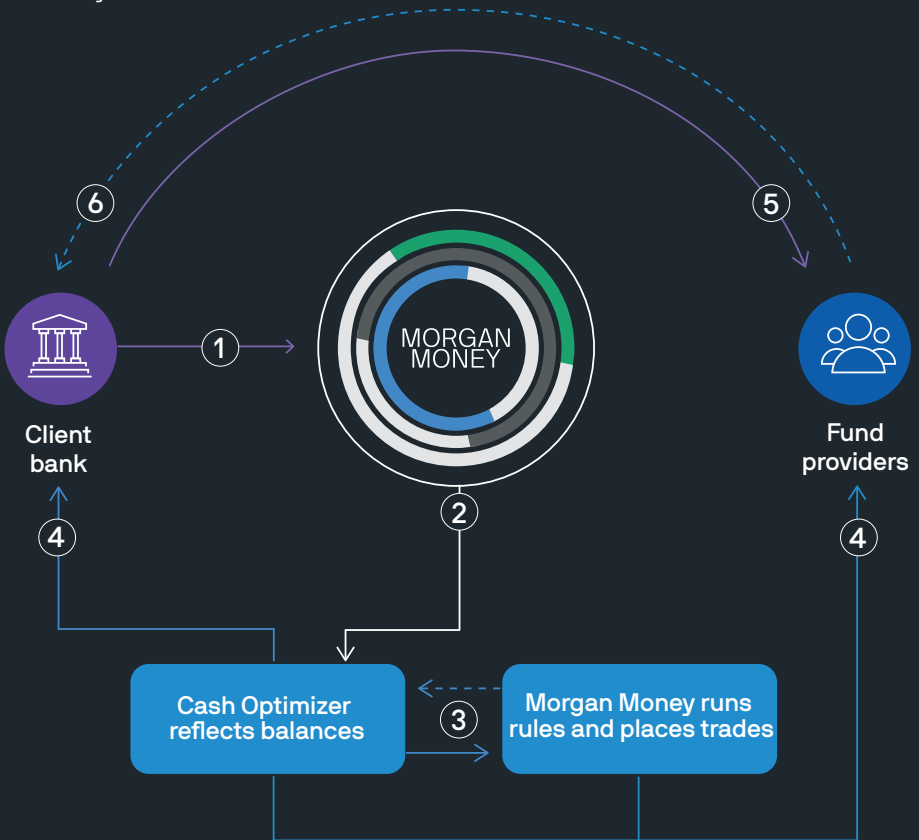 6
5
MORGAN
MONEY
1
Client
bank
Fund
providers
2
4
4
Cash Optimizer
reflects balances
3
Morgan Money runs
rules and places trades